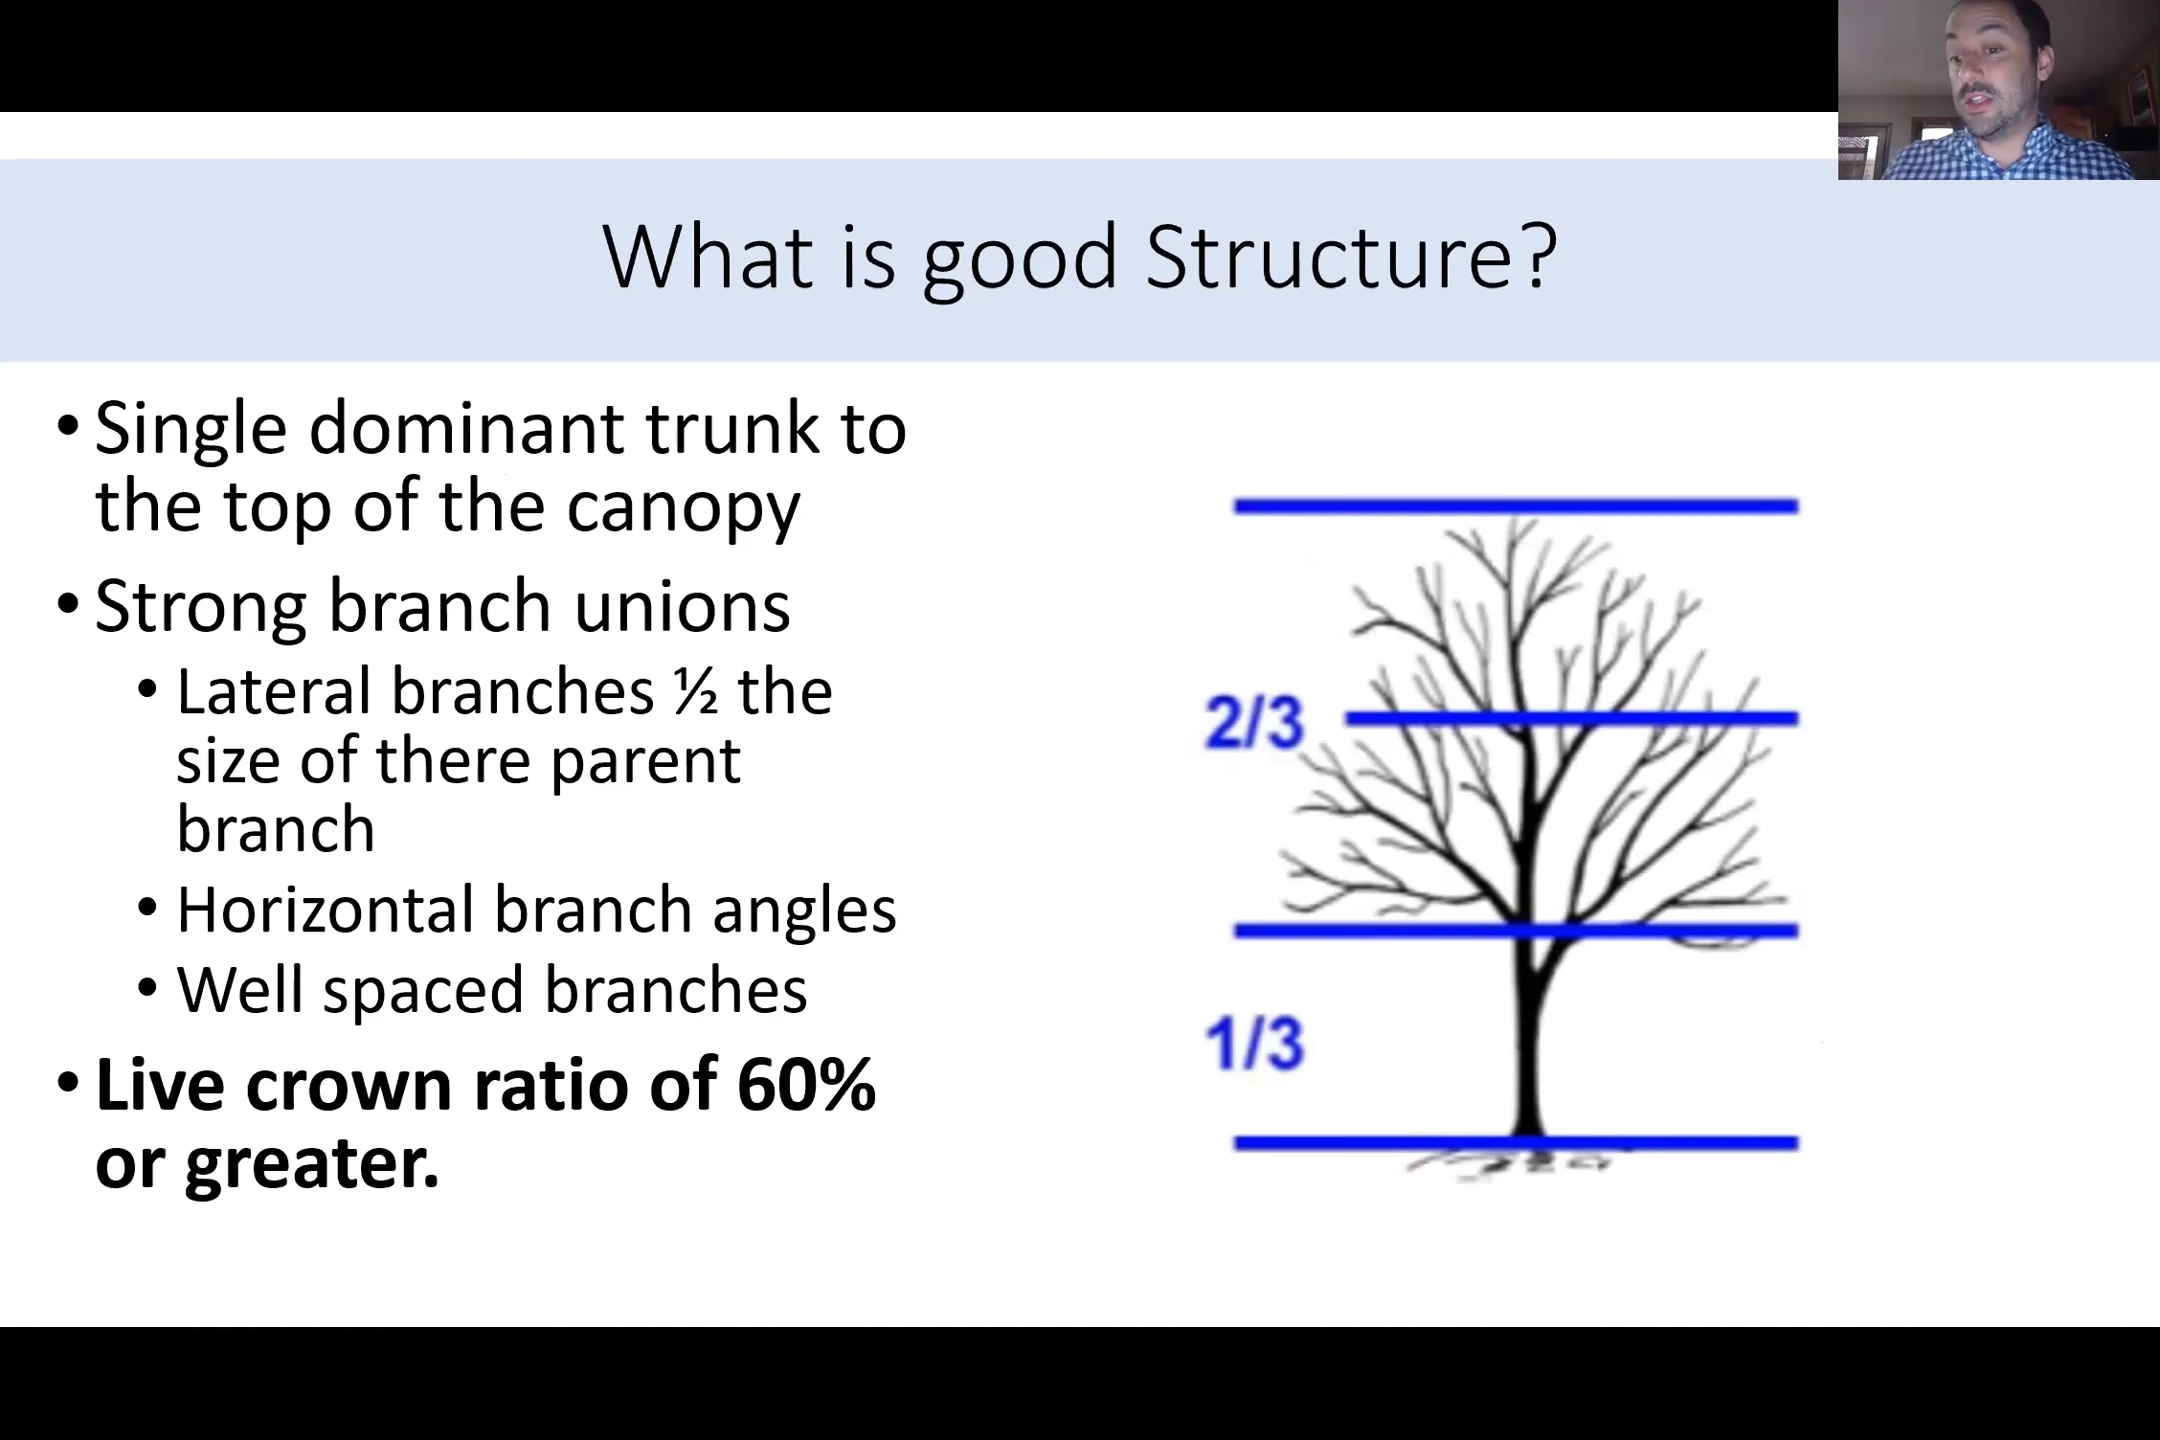 What is good Structure?
• Single dominant trunk to
the top of the canopy
• Strong branch unions
• Lateral branches ½ the
size of there parent
branch
• Horizontal branch angles
• Well spaced branches
• Live crown ratio of 60%
or greater.
2/3
1/3